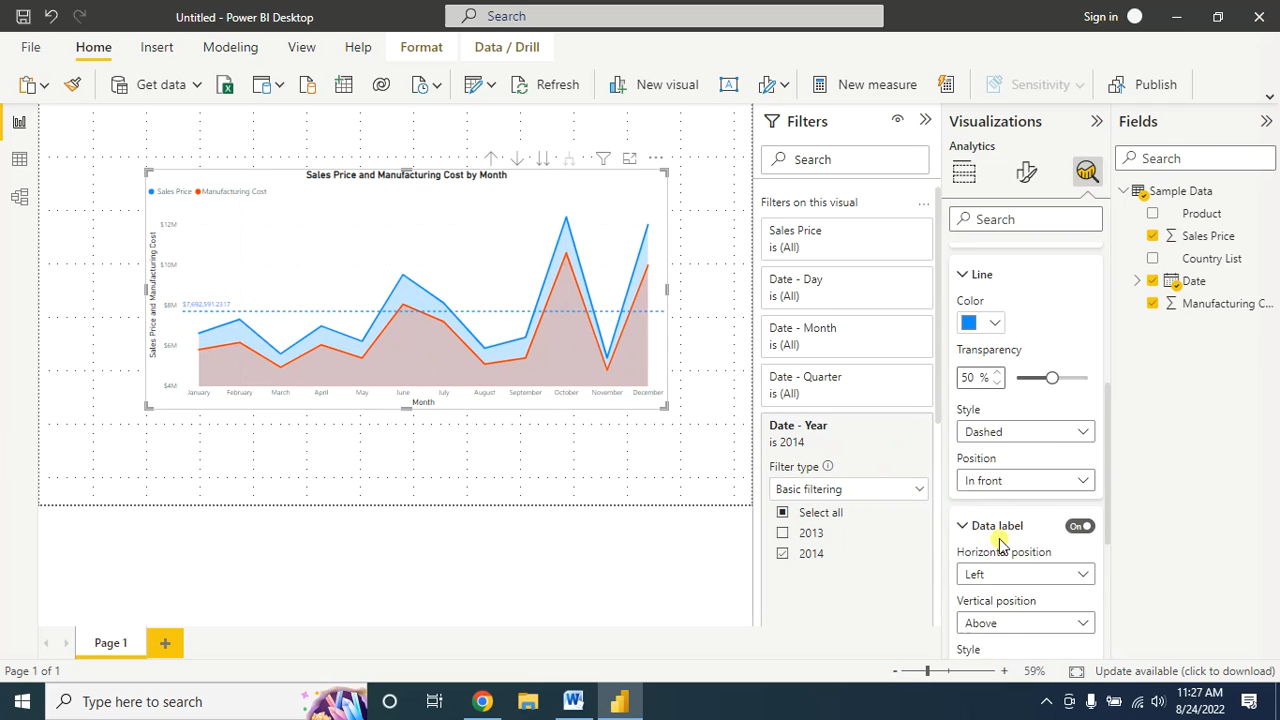 Untitled - Power BI Desktop
Search
Sign in
File
Home
Insert
Modeling
View
Help
Format
Data / Drill
Get data
Refresh
New visual
New measure
Sensitivity
Publish
Sales Price and Manufacturing Cost by Month
Sales Price
Manufacturing Cost
Sales Price and Manufacturing Cost
$12M
$10M
$8M
$6M
$4M
$7,692,591.2317
January
February
March
April
May
June
July
August
September
October
November
December
Month
Filters
Search
Filters on this visual
Sales Price
is (All)
Date - Day
is (All)
Date - Month
is (All)
Date - Quarter
is (All)
Date - Year
is 2014
Filter type
Basic filtering
Select all
2013
2014
Visualizations
Analytics
Search
Line
Color
Transparency
50 %
Style
Dashed
Position
In front
Data label
On
Horizontal position
Left
Vertical position
Above
Style
Fields
Search
Sample Data
Product
Sales Price
Country List
Date
Manufacturing C...
Page 1
Page 1 of 1
59%
Update available (click to download)
Type here to search
11:27 AM
8/24/2022